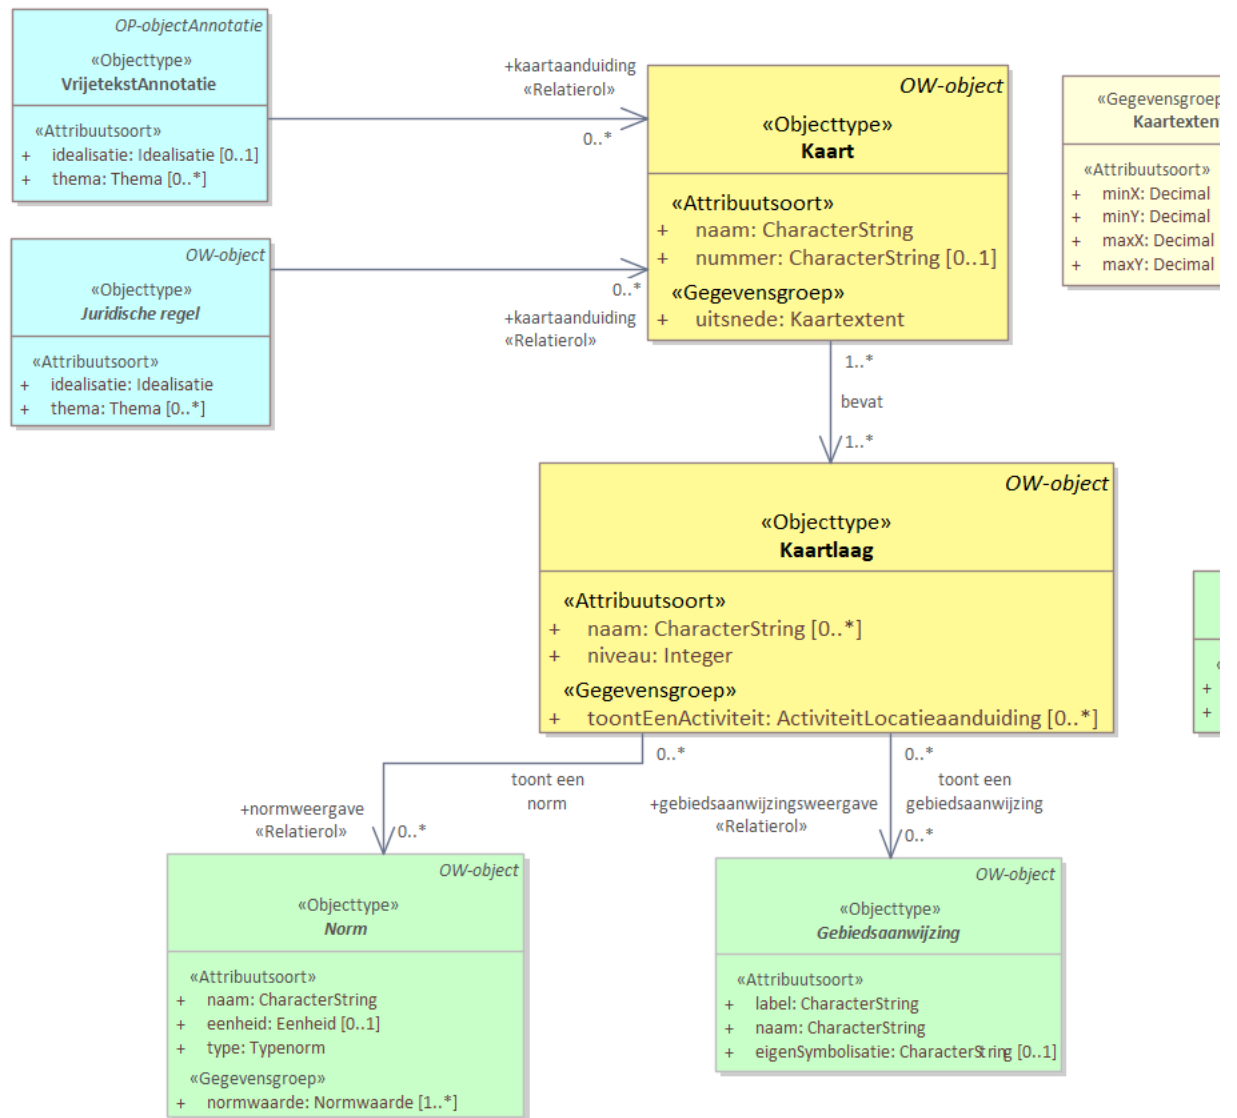 OP-objectAnnotatie
«Objecttype»
VrijetekstAnnotatie
«Attribuutsoort»
+ idealisatie: Idealisatie [0..1]
+ thema: Thema [0..*]
+kaartaanduiding
«Relatierol»
0..*
OW-object
«Objecttype»
Kaart
«Attribuutsoort»
+ naam: CharacterString
+ nummer: CharacterString [0..1]
«Gegevensgroep»
+ uitsnede: Kaartextent
«Gegevensgroep
Kaartextent
«Attribuutsoort»
+ minX: Decimal
+ minY: Decimal
+ maxX: Decimal
+ maxY: Decimal
OW-object
«Objecttype»
Juridische regel
«Attribuutsoort»
+ idealisatie: Idealisatie
+ thema: Thema [0..*]
0..*
+kaartaanduiding
«Relatierol»
1..*
bevat
1..*
OW-object
«Objecttype»
Kaartlaag
«Attribuutsoort»
+ naam: CharacterString [0..*]
+ niveau: Integer
«Gegevensgroep»
+ toontEenActiviteit: ActiviteitLocatieaanduiding [0..*]
«
+
+
0..*
toont een
norm
+normweergave
«Relatierol»
0..*
0..*
toont een
gebiedsaanwijzing
+gebiedsaanwijzingsweergave
«Relatierol»
0..*
OW-object
«Objecttype»
Norm
«Attribuutsoort»
+ naam: CharacterString
+ eenheid: Eenheid [0..1]
+ type: Typenorm
«Gegevensgroep»
+ normwaarde: Normwaarde [1..*]
OW-object
«Objecttype»
Gebiedsaanwijzing
«Attribuutsoort»
+ label: CharacterString
+ naam: CharacterString
+ eigenSymbolisatie: CharacterString [0..1]